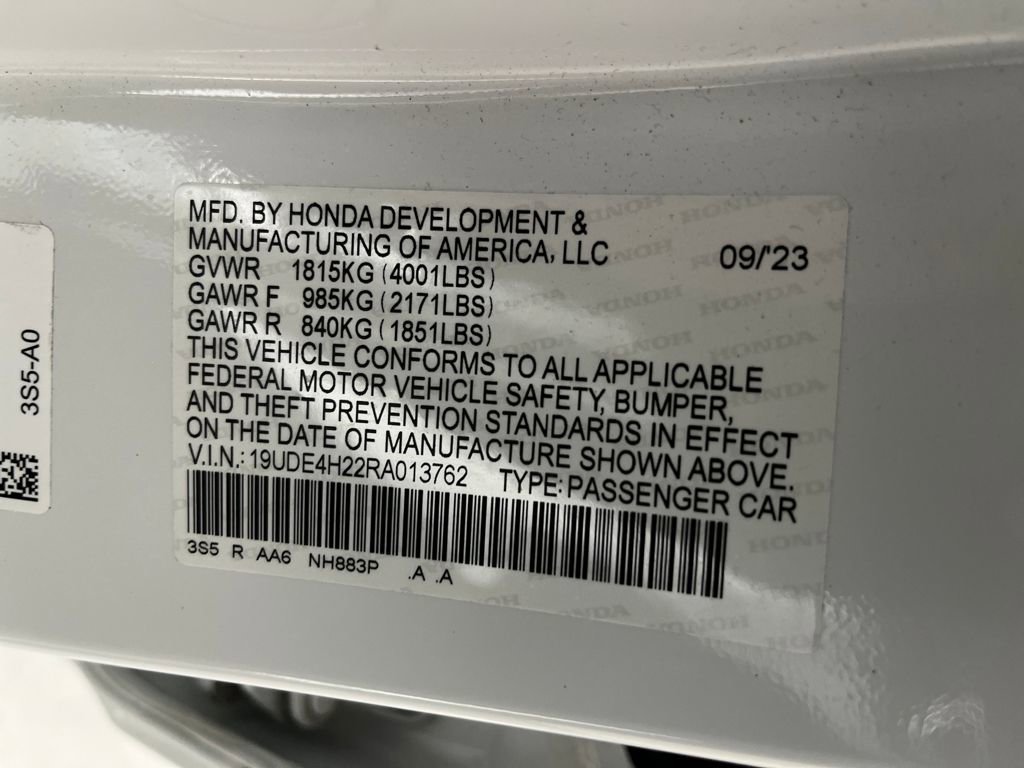 MFD. BY HONDA DEVELOPMENT &
MANUFACTURING OF AMERICA, LLC 09/'23
GVWR 1815KG (4001LBS)
GAWR F 985KG (2171LBS)
GAWR R 840KG (1851LBS)
THIS VEHICLE CONFORMS TO ALL APPLICABLE
FEDERAL MOTOR VEHICLE SAFETY, BUMPER,
AND THEFT PREVENTION STANDARDS IN EFFECT
ON THE DATE OF MANUFACTURE SHOWN ABOVE.
V.I.N.: 19UDE4H22RA013762 TYPE: PASSENGER CAR
3S5 R AA6 NH883P .A .A
3S5-A0
HONDA